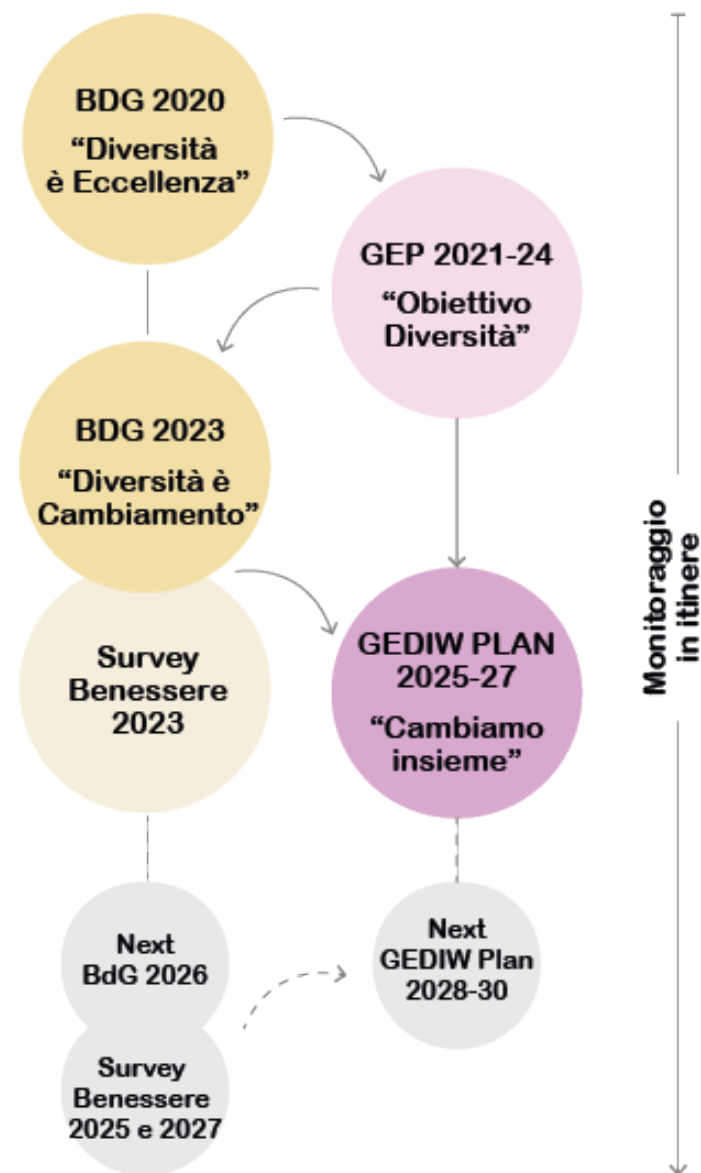 BDG 2020
“Diversità
è Eccellenza”
GEP 2021-24
“Obiettivo
Diversità”
BDG 2023
“Diversità è
Cambiamento”
Survey
Benessere
2023
GEDIW PLAN
2025-27
“Cambiamo
insieme”
Next
BdG 2026
Survey
Benessere
2025 e 2027
Next
GEDIW Plan
2028-30
Monitoraggio
in itinere